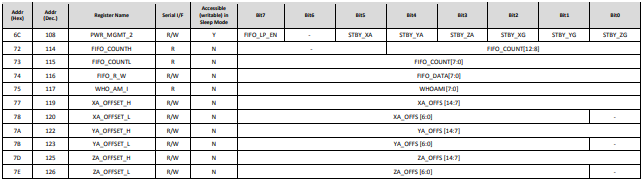 Addr (Hex) Addr (Dec.) Register Name Serial I/F Accessible (writable) in Sleep Mode Bit7 Bit6 Bit5 Bit4 Bit3 Bit2 Bit1 Bit0
6C 108 PWR_MGMT_2 R/W Y FIFO_LP_EN - STBY_XA STBY_YA STBY_ZA STBY_XG STBY_YG STBY_ZG
72 114 FIFO_COUNTH R N - FIFO_COUNT[12:8]
73 115 FIFO_COUNTL R N FIFO_COUNT[7:0]
74 116 FIFO_R_W R/W N FIFO_DATA[7:0]
75 117 WHO_AM_I R N WHOAMI[7:0]
77 119 XA_OFFSET_H R/W N XA_OFFS [14:7]
78 120 XA_OFFSET_L R/W N XA_OFFS [6:0] -
7A 122 YA_OFFSET_H R/W N YA_OFFS [14:7]
7B 123 YA_OFFSET_L R/W N YA_OFFS [6:0] -
7D 125 ZA_OFFSET_H R/W N ZA_OFFS [14:7]
7E 126 ZA_OFFSET_L R/W N ZA_OFFS [6:0] -